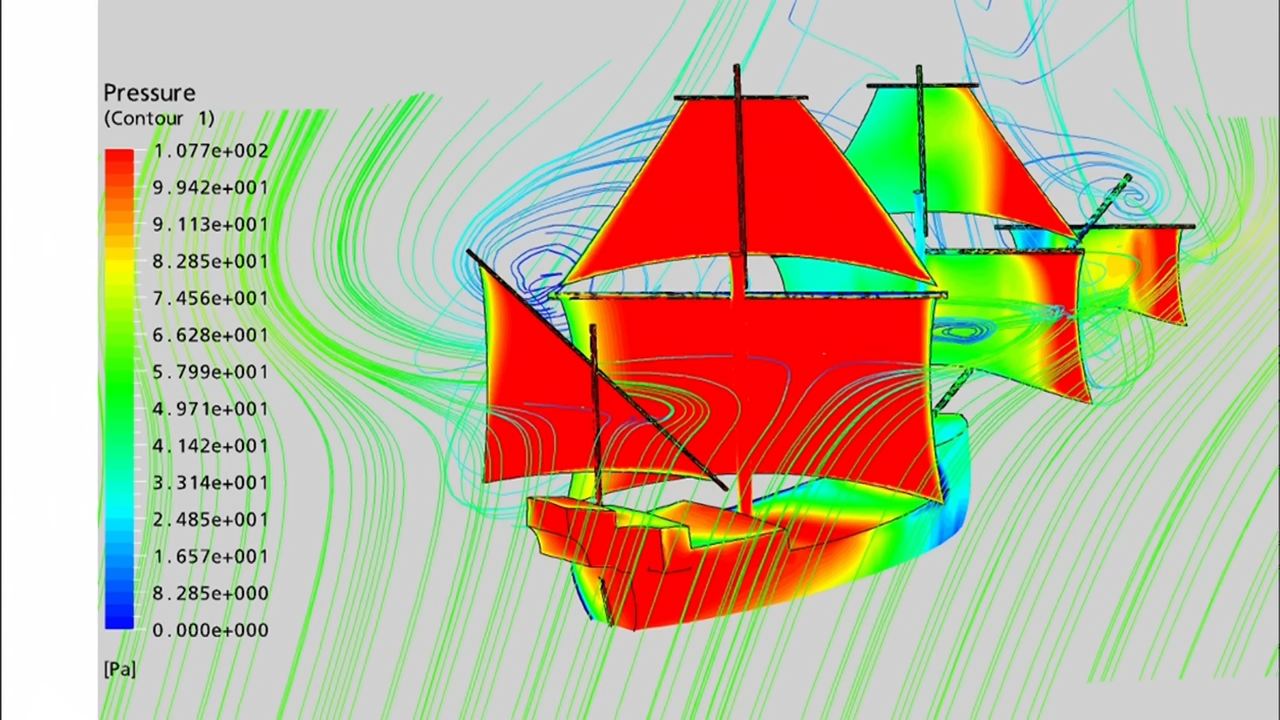 Pressure
(Contour 1)
1.077e+002
9.942e+001
9.113e+001
8.285e+001
7.456e+001
6.628e+001
5.799e+001
4.971e+001
4.142e+001
3.314e+001
2.485e+001
1.657e+001
8.285e+000
0.000e+000
[Pa]